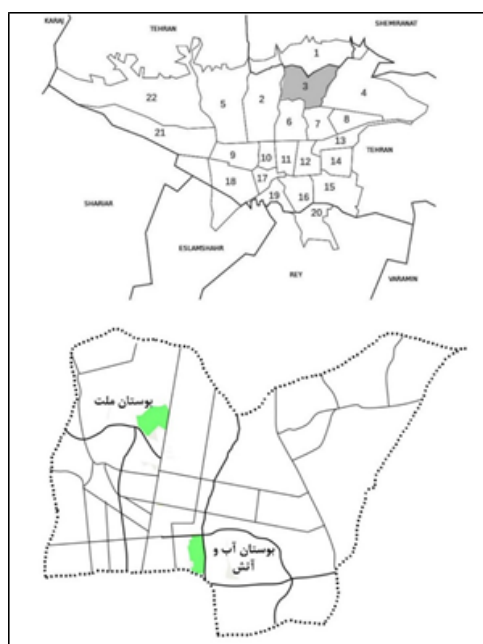 KARAJ
TEHRAN
SHEMIRANAT
1
3
4
22
5
2
6
7
8
21
13
9
10
11
12
14
TEHRAN
18
17
15
19
16
20
SHARIAR
ESLAMSHAHR
REY
VARAMIN
بوستان ملت
بوستان آب و
آتش